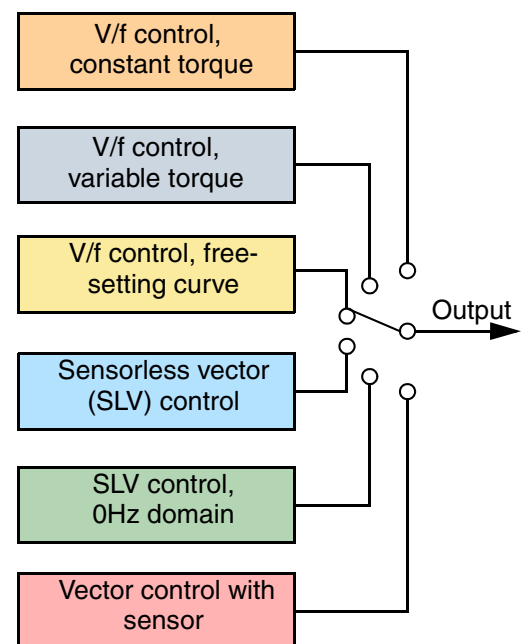 V/f control,
constant torque
V/f control,
variable torque
V/f control, free-
setting curve
Output
Sensorless vector
(SLV) control
SLV control,
0Hz domain
Vector control with
sensor